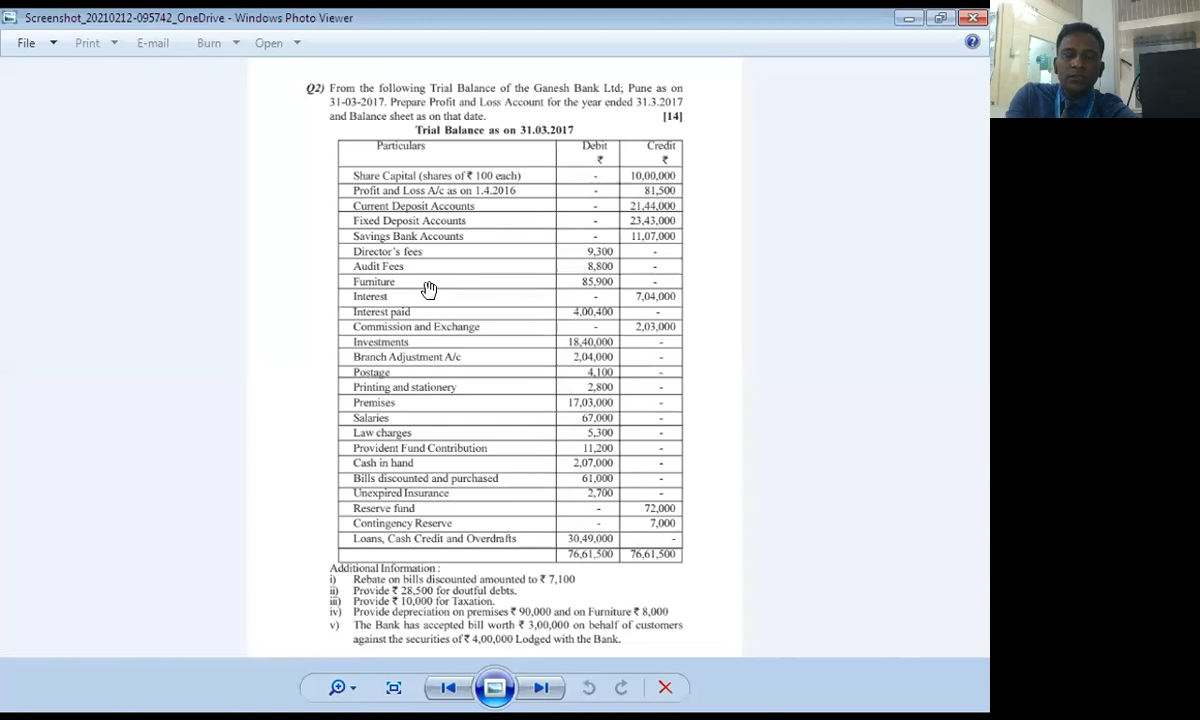 Screenshot_20210212-095742_OneDrive - Windows Photo Viewer
File Print E-mail Burn Open
Q2) From the following Trial Balance of the Ganesh Bank Ltd; Pune as on
31-03-2017. Prepare Profit and Loss Account for the year ended 31.3.2017
and Balance sheet as on that date. [14]
Trial Balance as on 31.03.2017
Particulars Debit Credit
₹ ₹
Share Capital (shares of ₹ 100 each) - 10,00,000
Profit and Loss A/c as on 1.4.2016 - 81,500
Current Deposit Accounts - 21,44,000
Fixed Deposit Accounts - 23,43,000
Savings Bank Accounts - 11,07,000
Director's fees 9,300 -
Audit Fees 8,800 -
Furniture 85,900 -
Interest - 7,04,000
Interest paid 4,00,400 -
Commission and Exchange - 2,03,000
Investments 18,40,000 -
Branch Adjustment A/c 2,04,000 -
Postage 4,100 -
Printing and stationery 2,800 -
Premises 17,03,000 -
Salaries 67,000 -
Law charges 5,300 -
Provident Fund Contribution 11,200 -
Cash in hand 2,07,000 -
Bills discounted and purchased 61,000 -
Unexpired Insurance 2,700 -
Reserve fund - 72,000
Contingency Reserve - 7,000
Loans, Cash Credit and Overdrafts 30,49,000 -
76,61,500 76,61,500
Additional Information :
i) Rebate on bills discounted amounted to ₹ 7,100
ii) Provide ₹ 28,500 for doutful debts.
iii) Provide ₹ 10,000 for Taxation.
iv) Provide depreciation on premises ₹ 90,000 and on Furniture ₹ 8,000
v) The Bank has accepted bill worth ₹ 3,00,000 on behalf of customers
against the securities of ₹ 4,00,000 Lodged with the Bank.